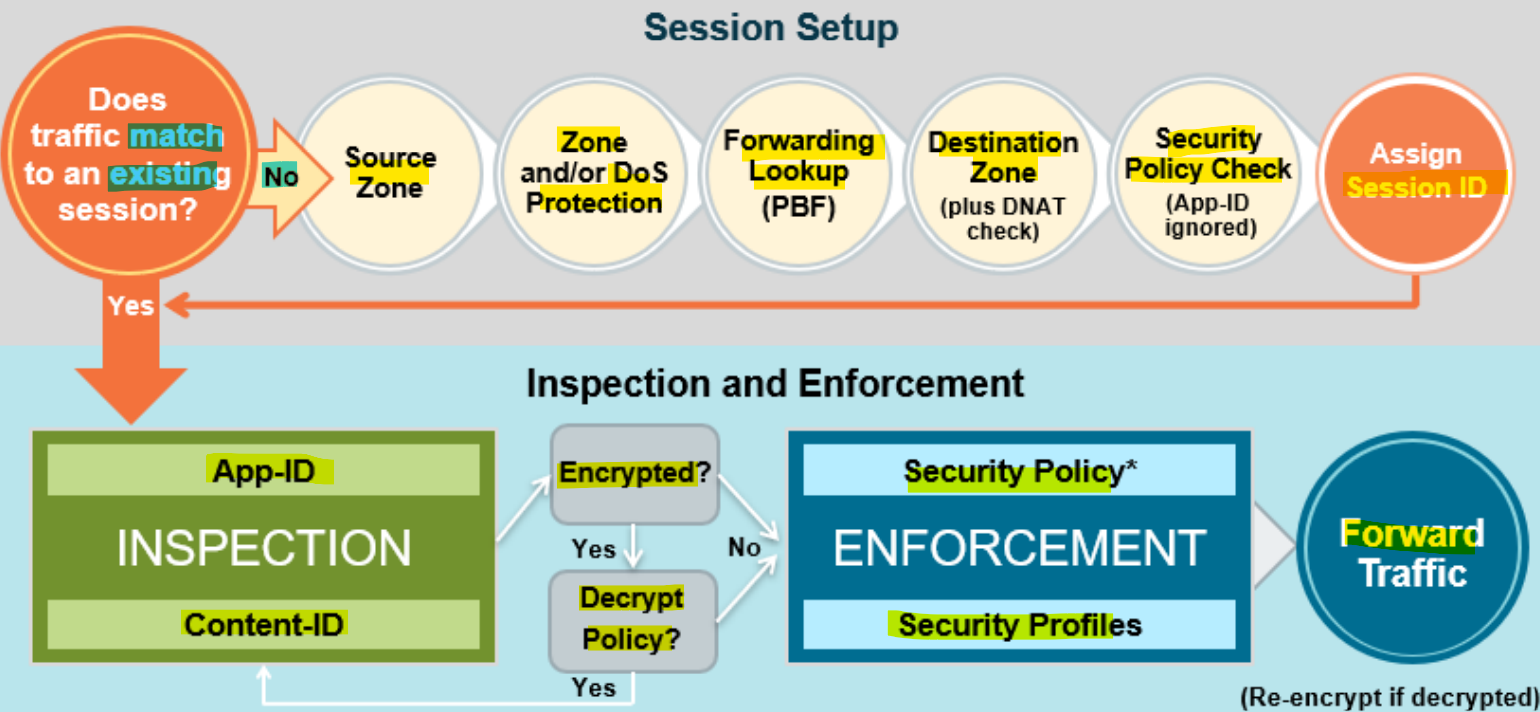 Session Setup
Does
traffic match
to an existing
session?
No
Source
Zone
Zone
and/or DoS
Protection
Forwarding
Lookup
(PBF)
Destination
Zone
(plus DNAT
check)
Security
Policy Check
(App-ID
ignored)
Assign
Session ID
Yes
Inspection and Enforcement
App-ID
INSPECTION
Content-ID
Encrypted?
Yes
No
Decrypt
Policy?
Yes
Security Policy*
ENFORCEMENT
Security Profiles
Forward
Traffic
(Re-encrypt if decrypted)